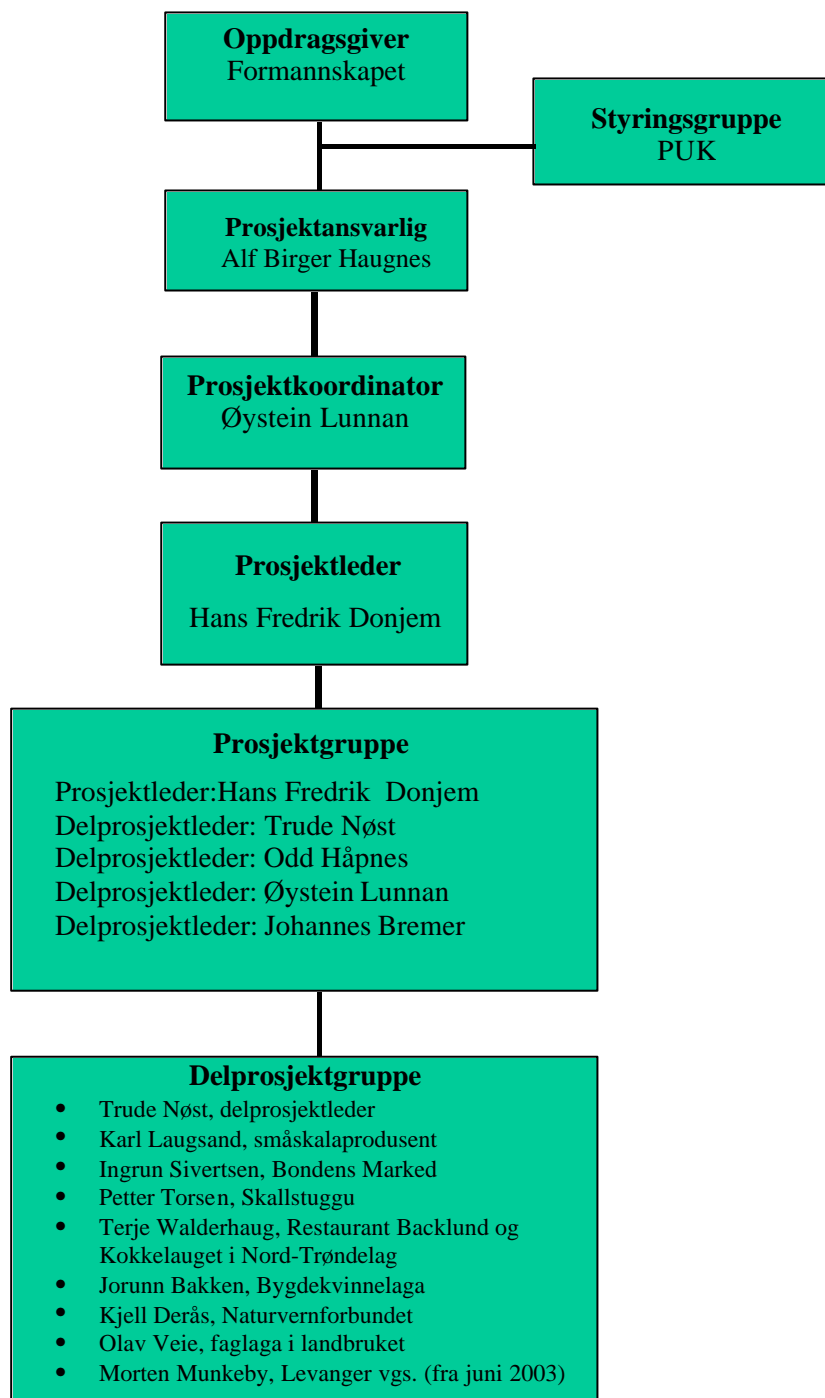 Oppdragsgiver
Formannskapet
Styringsgruppe
PUK
Prosjektansvarlig
Alf Birger Haugnes
Prosjektkoordinator
Øystein Lunnan
Prosjektleder
Hans Fredrik Donjem
Prosjektgruppe
Prosjektleder:Hans Fredrik Donjem
Delprosjektleder: Trude Nøst
Delprosjektleder: Odd Håpnes
Delprosjektleder: Øystein Lunnan
Delprosjektleder: Johannes Bremer
Delprosjektgruppe
• Trude Nøst, delprosjektleder
• Karl Laugsand, småskalaprodusent
• Ingrun Sivertsen, Bondens Marked
• Petter Torsen, Skallstuggu
• Terje Walderhaug, Restaurant Backlund og
Kokkelauget i Nord-Trøndelag
• Jorunn Bakken, Bygdekvinnelaga
• Kjell Derås, Naturvernforbundet
• Olav Veie, faglaga i landbruket
• Morten Munkeby, Levanger vgs. (fra juni 2003)